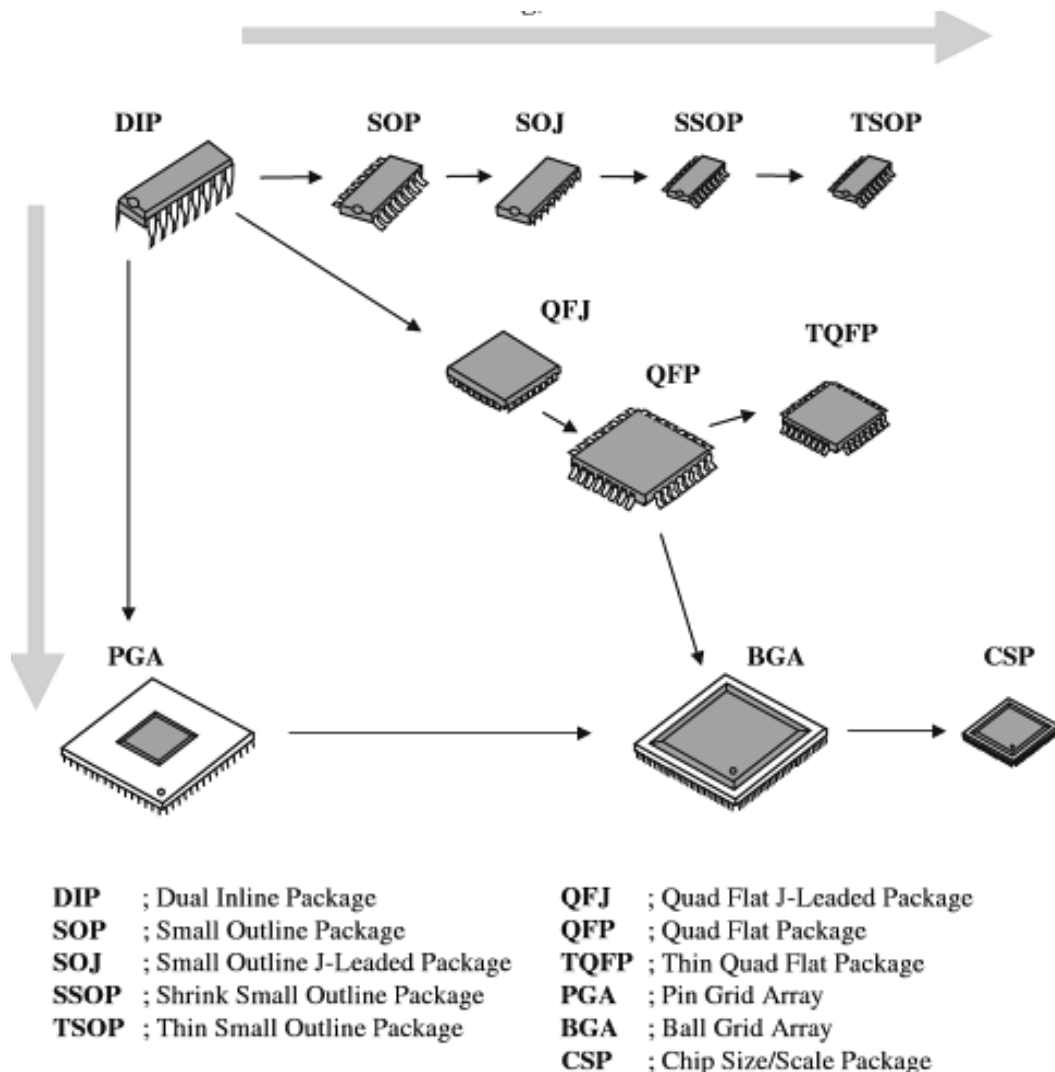 DIP SOP SOJ SSOP TSOP
QFJ
TQFP
QFP
PGA BGA CSP
DIP ; Dual Inline Package
SOP ; Small Outline Package
SOJ ; Small Outline J-Leaded Package
SSOP ; Shrink Small Outline Package
TSOP ; Thin Small Outline Package
QFJ ; Quad Flat J-Leaded Package
QFP ; Quad Flat Package
TQFP ; Thin Quad Flat Package
PGA ; Pin Grid Array
BGA ; Ball Grid Array
CSP ; Chip Size/Scale Package